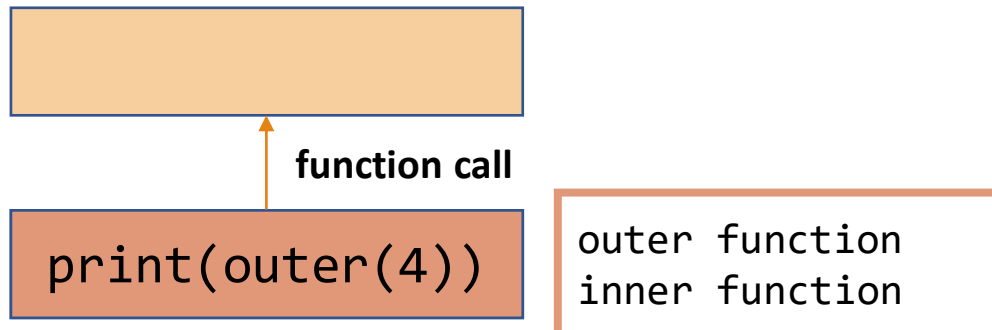 function call
print(outer(4))
outer function
inner function